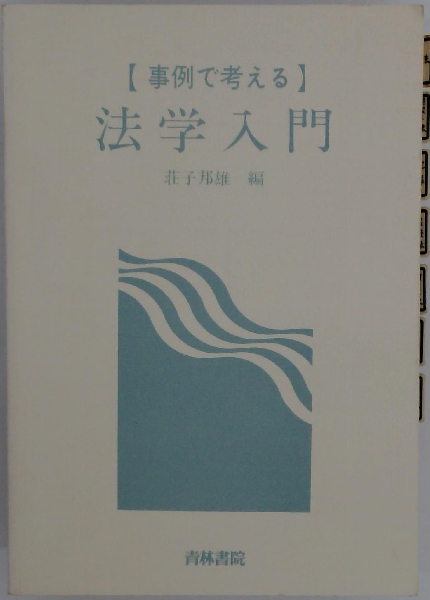 【事例で考える】
法学入門
荘子邦雄 編
青林書院